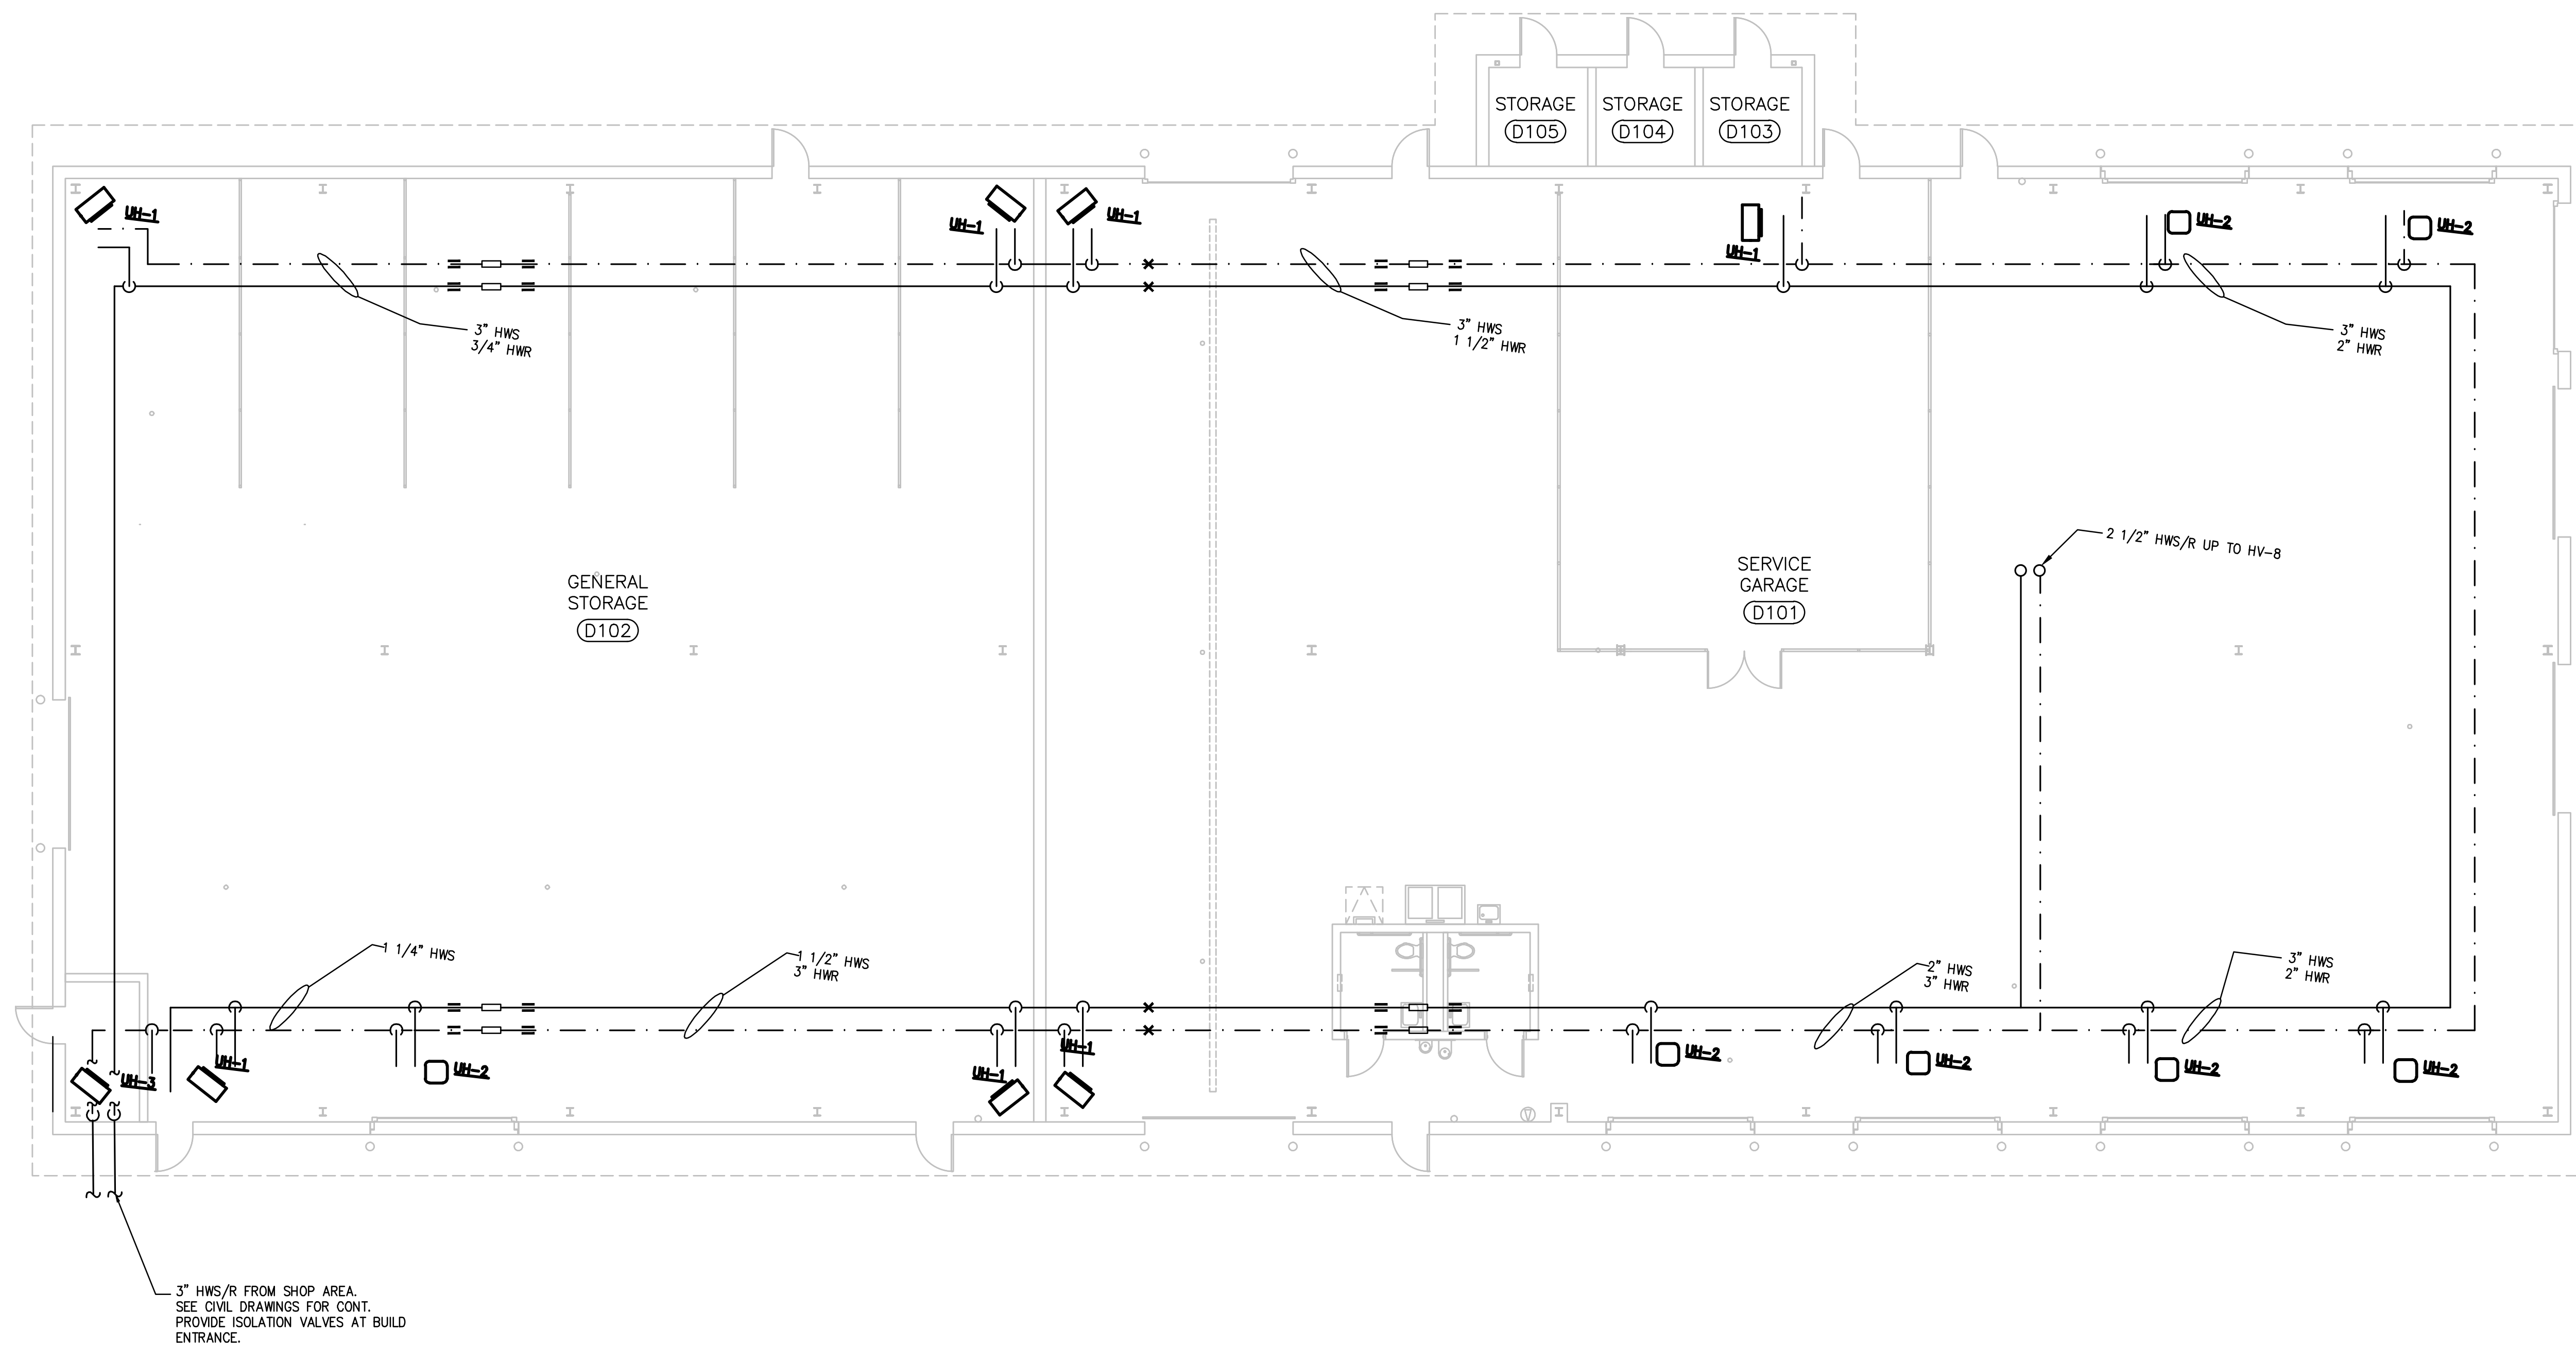 STORAGE
D105
STORAGE
D104
STORAGE
D103
UH-1
UH-1
UH-1
UH-1
UH-2
UH-2
3" HWS
3/4" HWR
3" HWS
1 1/2" HWR
3" HWS
2" HWR
2 1/2" HWS/R UP TO HV-8
GENERAL
STORAGE
D102
SERVICE
GARAGE
D101
1 1/4" HWS
1 1/2" HWS
3" HWR
2" HWS
3" HWR
3" HWS
2" HWR
UH-3
UH-1
UH-2
UH-1
UH-1
UH-2
UH-2
UH-2
UH-2
3" HWS/R FROM SHOP AREA.
SEE CIVIL DRAWINGS FOR CONT.
PROVIDE ISOLATION VALVES AT BUILD
ENTRANCE.